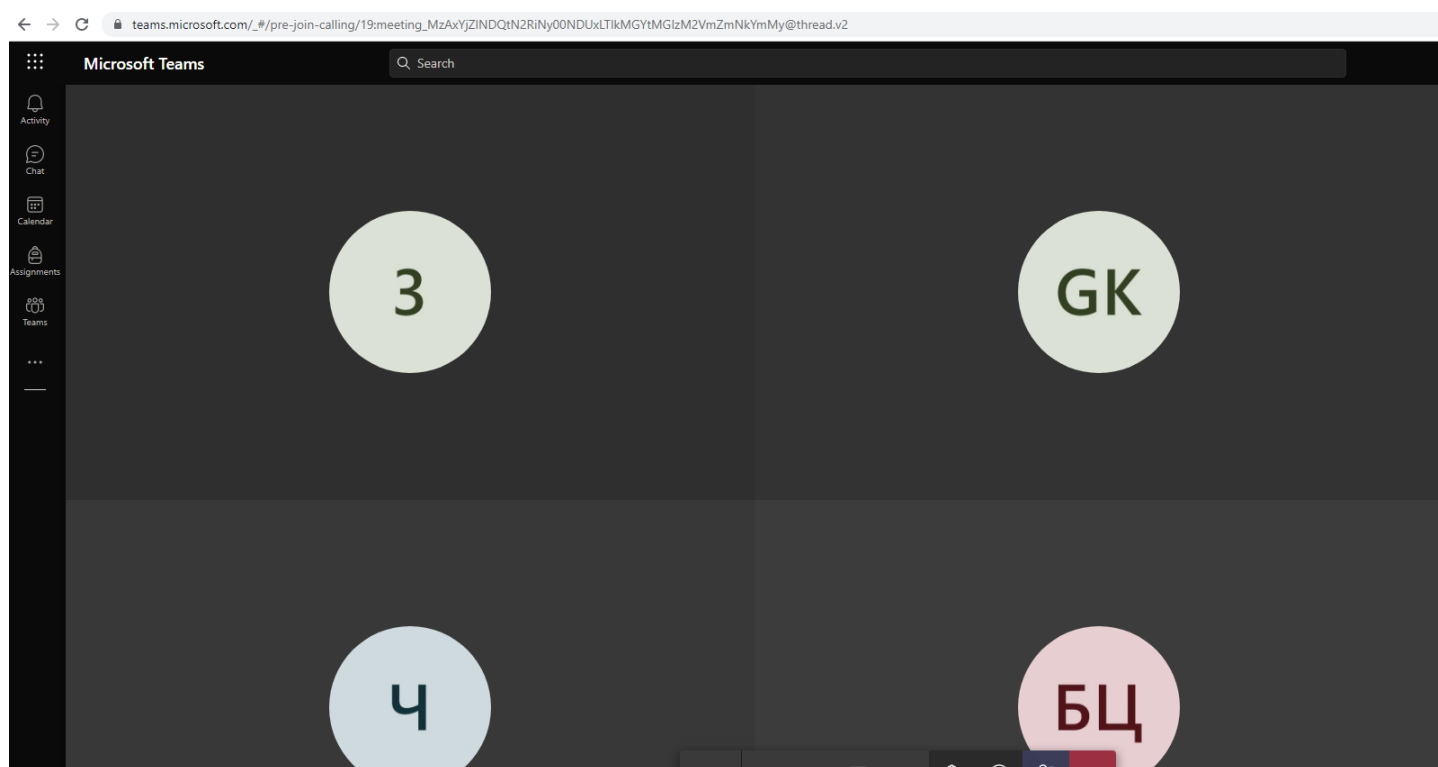 teams.microsoft.com/_#/pre-join-calling/19:meeting_MzAxYjZlNDQtN2RiNy00NDUxLTlkMGYtMGIzM2VmZmNkYmMy@thread.v2
Microsoft Teams
Search
Activity
Chat
Calendar
Assignments
Teams
З
GK
Ч
БЦ